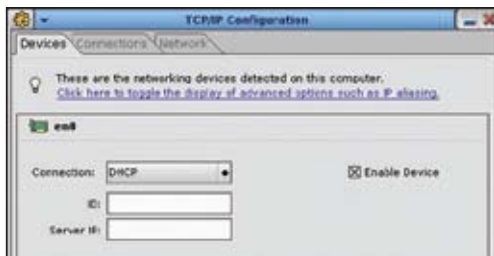 TCP/IP Configuration
Devices Connections Network
These are the networking devices detected on this computer.
Click here to toggle the display of advanced options such as IP aliasing.
en0
Connection: DHCP Enable Device
ID:
Server IP: